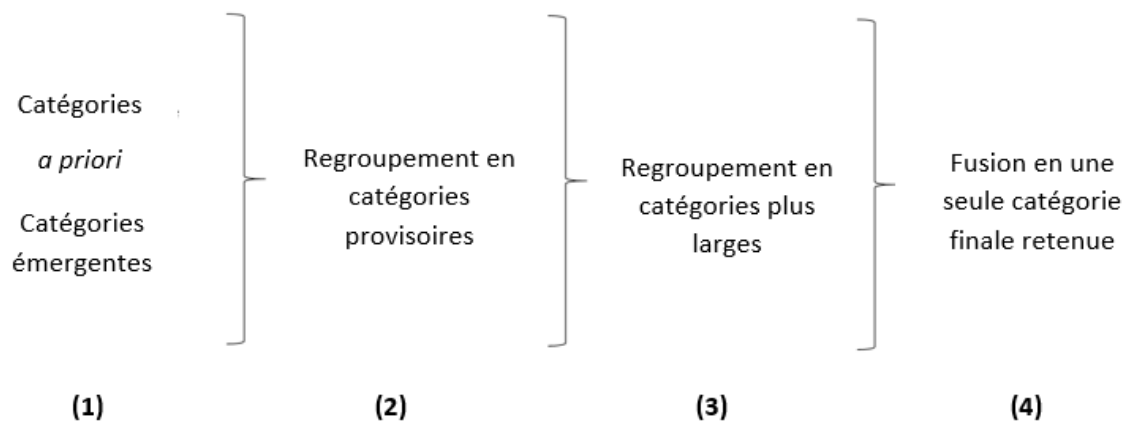 Catégories
a priori
Catégories
émergentes
Regroupement en
catégories
provisoires
Regroupement en
catégories plus
larges
Fusion en une
seule catégorie
finale retenue
(1)
(2)
(3)
(4)